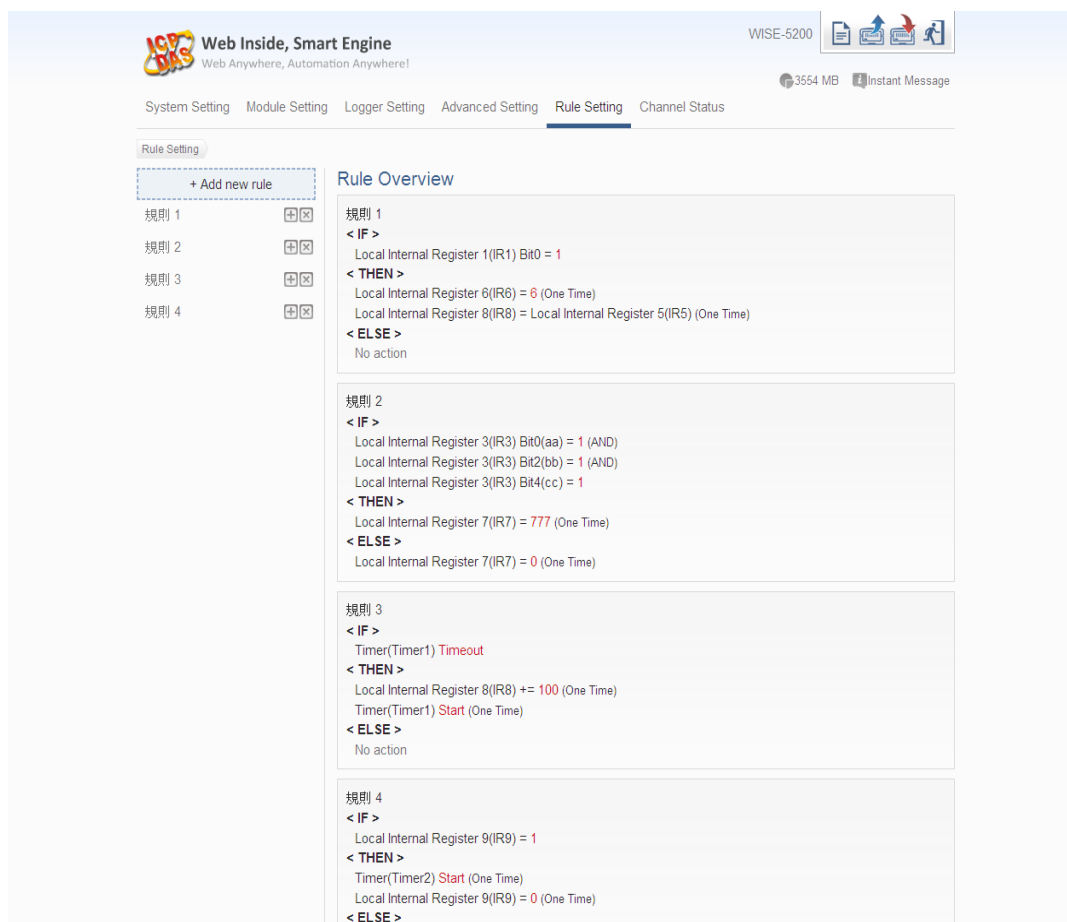 ICP DAS
Web Inside, Smart Engine
Web Anywhere, Automation Anywhere!
WISE-5200
3554 MB Instant Message
System Setting Module Setting Logger Setting Advanced Setting Rule Setting Channel Status
Rule Setting
+ Add new rule
規則 1
規則 2
規則 3
規則 4
Rule Overview
規則 1
< IF >
Local Internal Register 1(IR1) Bit0 = 1
< THEN >
Local Internal Register 6(IR6) = 6 (One Time)
Local Internal Register 8(IR8) = Local Internal Register 5(IR5) (One Time)
< ELSE >
No action
規則 2
< IF >
Local Internal Register 3(IR3) Bit0(aa) = 1 (AND)
Local Internal Register 3(IR3) Bit2(bb) = 1 (AND)
Local Internal Register 3(IR3) Bit4(cc) = 1
< THEN >
Local Internal Register 7(IR7) = 777 (One Time)
< ELSE >
Local Internal Register 7(IR7) = 0 (One Time)
規則 3
< IF >
Timer(Timer1) Timeout
< THEN >
Local Internal Register 8(IR8) += 100 (One Time)
Timer(Timer1) Start (One Time)
< ELSE >
No action
規則 4
< IF >
Local Internal Register 9(IR9) = 1
< THEN >
Timer(Timer2) Start (One Time)
Local Internal Register 9(IR9) = 0 (One Time)
< ELSE >